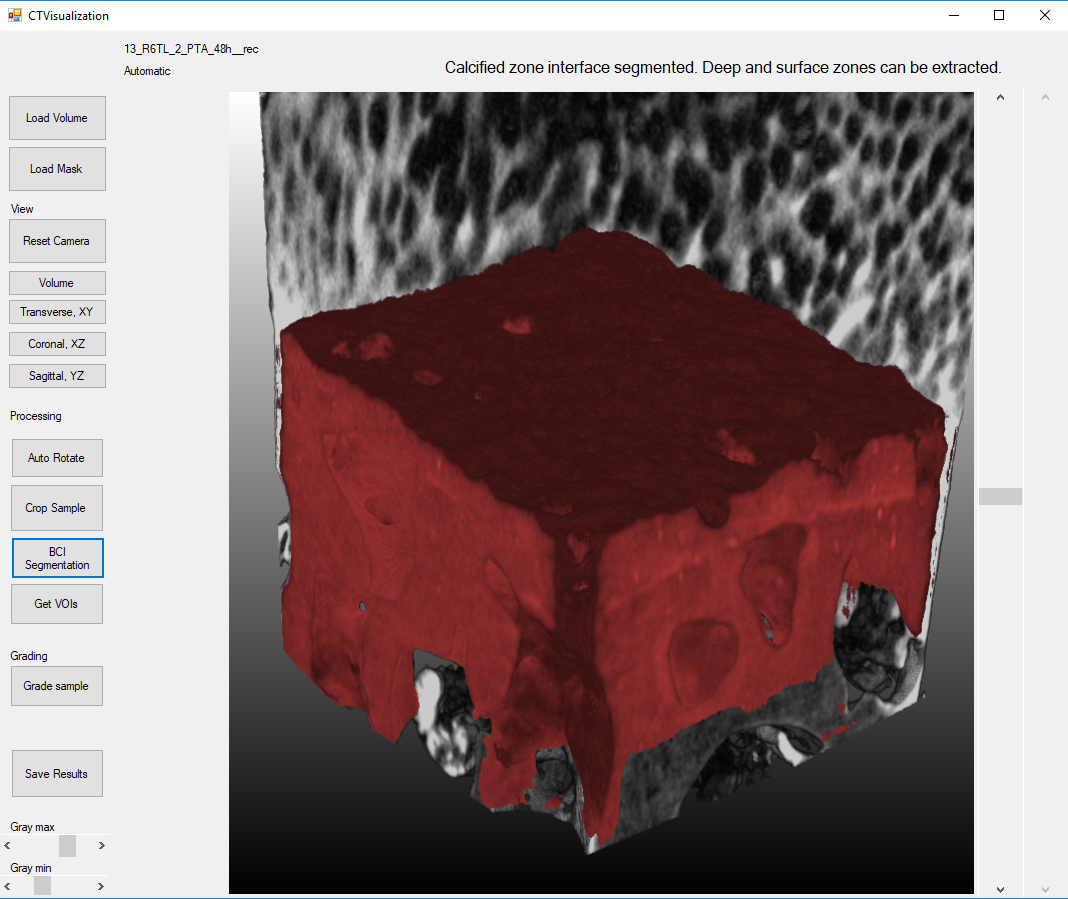 CTVisualization
13_R6TL_2_PTA_48h__rec
Automatic
Calcified zone interface segmented. Deep and surface zones can be extracted.
Load Volume
Load Mask
View
Reset Camera
Volume
Transverse, XY
Coronal, XZ
Sagittal, YZ
Processing
Auto Rotate
Crop Sample
BCI
Segmentation
Get VOIs
Grading
Grade sample
Save Results
Gray max
Gray min